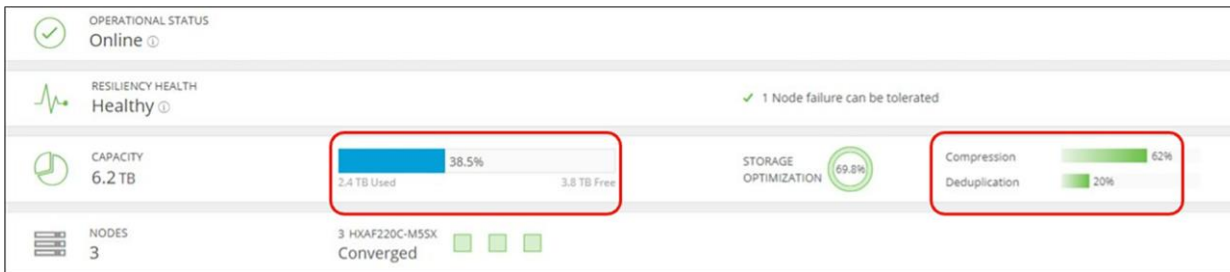 OPERATIONAL STATUS
Online ⓘ
RESILIENCY HEALTH
Healthy ⓘ
✓ 1 Node failure can be tolerated
CAPACITY
6.2 TB
38.5%
2.4 TB Used
3.8 TB Free
STORAGE
OPTIMIZATION
69.8%
Compression 62%
Deduplication 20%
NODES
3
3 HXAF220C-M5SX
Converged